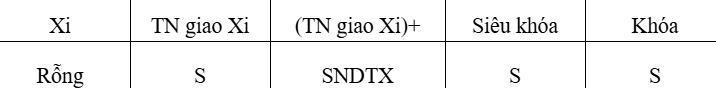 Xi TN giao Xi (TN giao Xi)+ Siêu khóa Khóa
Rỗng S SNDTX S S